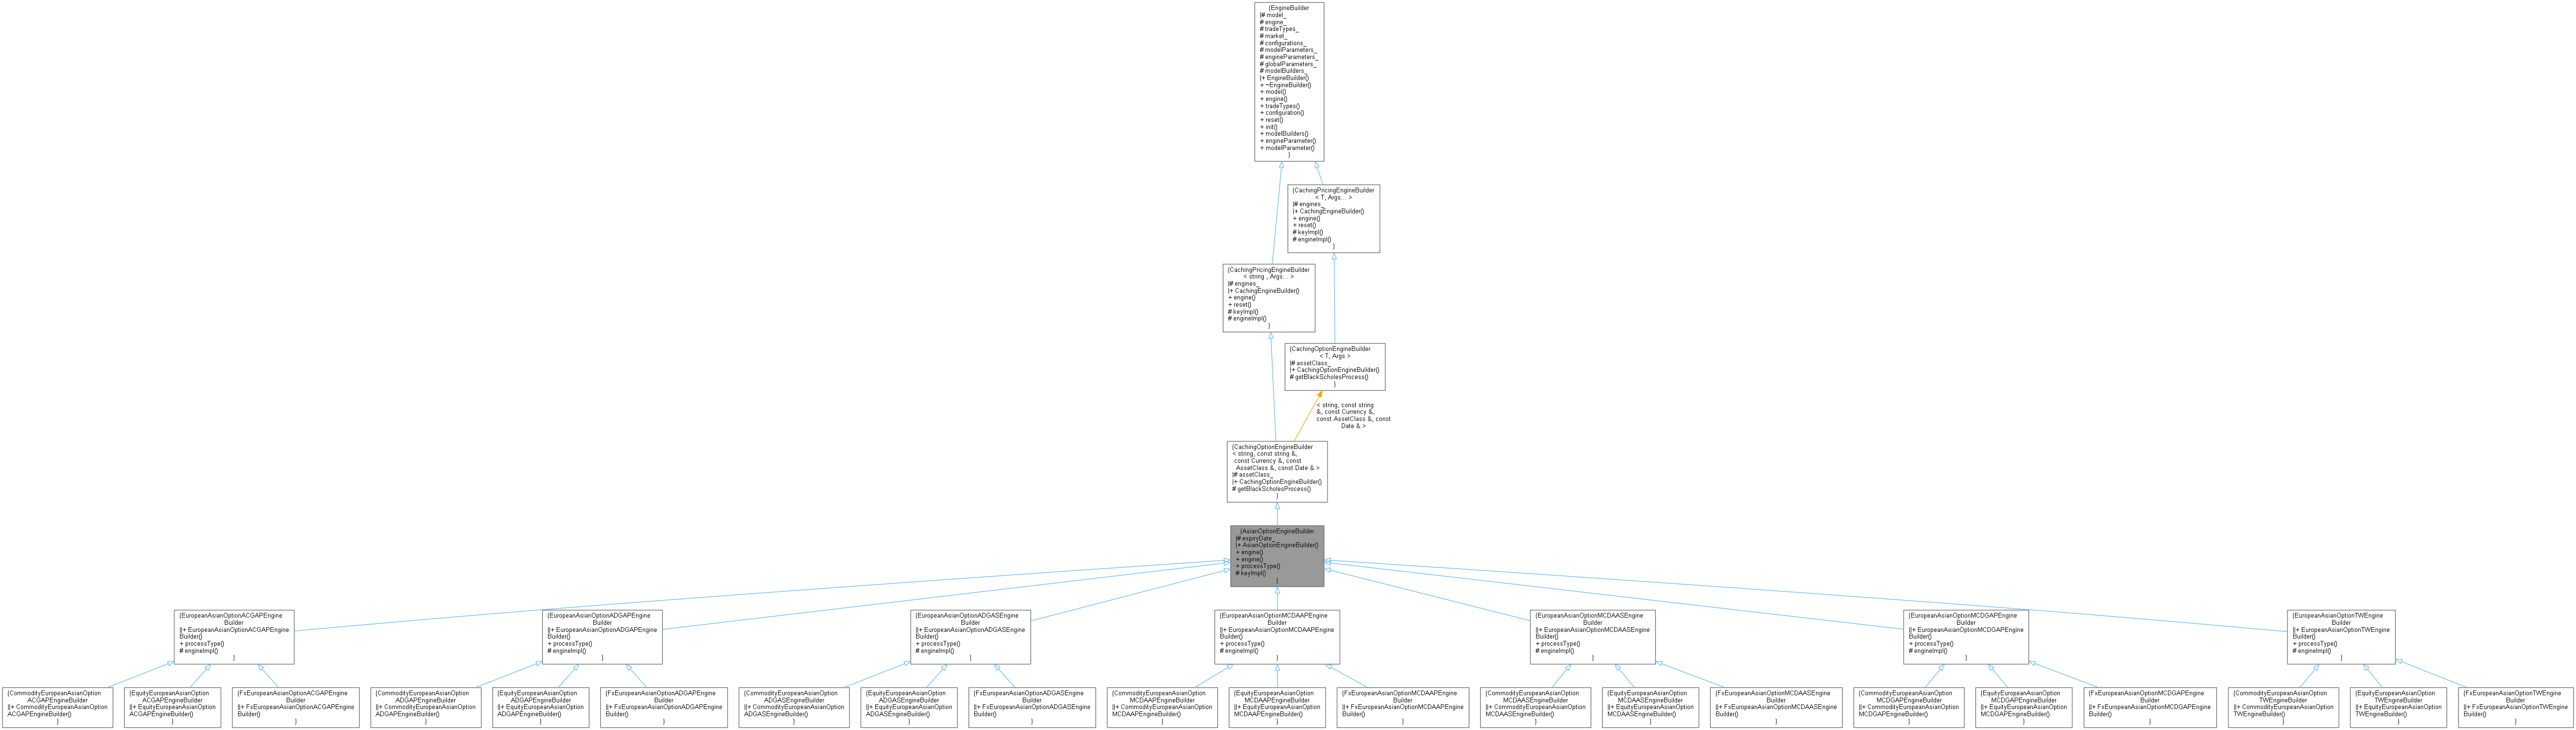 {EngineBuilder
|# model_
# engine_
# tradeTypes_
# market_
# configurations_
# modelParameters_
# engineParameters_
# globalParameters_
# modelBuilders_
|+ EngineBuilder()
+ ~EngineBuilder()
+ model()
+ engine()
+ tradeTypes()
+ configuration()
+ reset()
+ init()
+ modelBuilders()
+ engineParameter()
+ modelParameter()
}
{CachingPricingEngineBuilder
< T, Args... >
|# engines_
|+ CachingEngineBuilder()
+ engine()
+ reset()
# keyImpl()
# engineImpl()
}
{CachingPricingEngineBuilder
< string , Args... >
|# engines_
|+ CachingEngineBuilder()
+ engine()
+ reset()
# keyImpl()
# engineImpl()
}
{CachingOptionEngineBuilder
< T, Args >
|# assetClass_
|+ CachingOptionEngineBuilder()
# getBlackScholesProcess()
}
< string, const string
&, const Currency &,
const AssetClass &, const
Date & >
{CachingOptionEngineBuilder
< string, const string &,
const Currency &, const
AssetClass &, const Date & >
|# assetClass_
|+ CachingOptionEngineBuilder()
# getBlackScholesProcess()
}
{AsianOptionEngineBuilder
|# expiryDate_
|+ AsianOptionEngineBuilder()
+ engine()
+ engine()
+ processType()
# keyImpl()
}
{EuropeanAsianOptionACGAPEngine
Builder
||+ EuropeanAsianOptionACGAPEngine
Builder()
+ processType()
# engineImpl()
}
{EuropeanAsianOptionADGAPEngine
Builder
||+ EuropeanAsianOptionADGAPEngine
Builder()
+ processType()
# engineImpl()
}
{EuropeanAsianOptionADGASEngine
Builder
||+ EuropeanAsianOptionADGASEngine
Builder()
+ processType()
# engineImpl()
}
{EuropeanAsianOptionMCDAAPEngine
Builder
||+ EuropeanAsianOptionMCDAAPEngine
Builder()
+ processType()
# engineImpl()
}
{EuropeanAsianOptionMCDAASEngine
Builder
||+ EuropeanAsianOptionMCDAASEngine
Builder()
+ processType()
# engineImpl()
}
{EuropeanAsianOptionMCDGAPEngine
Builder
||+ EuropeanAsianOptionMCDGAPEngine
Builder()
+ processType()
# engineImpl()
}
{EuropeanAsianOptionTWEngine
Builder
||+ EuropeanAsianOptionTWEngine
Builder()
+ processType()
# engineImpl()
}
{CommodityEuropeanAsianOption
ACGAPEngineBuilder
||+ CommodityEuropeanAsianOption
ACGAPEngineBuilder()
}
{EquityEuropeanAsianOption
ACGAPEngineBuilder
||+ EquityEuropeanAsianOption
ACGAPEngineBuilder()
}
{FxEuropeanAsianOptionACGAPEngine
Builder
||+ FxEuropeanAsianOptionACGAPEngine
Builder()
}
{CommodityEuropeanAsianOption
ADGAPEngineBuilder
||+ CommodityEuropeanAsianOption
ADGAPEngineBuilder()
}
{EquityEuropeanAsianOption
ADGAPEngineBuilder
||+ EquityEuropeanAsianOption
ADGAPEngineBuilder()
}
{FxEuropeanAsianOptionADGAPEngine
Builder
||+ FxEuropeanAsianOptionADGAPEngine
Builder()
}
{CommodityEuropeanAsianOption
ADGASEngineBuilder
||+ CommodityEuropeanAsianOption
ADGASEngineBuilder()
}
{EquityEuropeanAsianOption
ADGASEngineBuilder
||+ EquityEuropeanAsianOption
ADGASEngineBuilder()
}
{FxEuropeanAsianOptionADGASEngine
Builder
||+ FxEuropeanAsianOptionADGASEngine
Builder()
}
{CommodityEuropeanAsianOption
MCDAAPEngineBuilder
||+ CommodityEuropeanAsianOption
MCDAAPEngineBuilder()
}
{EquityEuropeanAsianOption
MCDAAPEngineBuilder
||+ EquityEuropeanAsianOption
MCDAAPEngineBuilder()
}
{FxEuropeanAsianOptionMCDAAPEngine
Builder
||+ FxEuropeanAsianOptionMCDAAPEngine
Builder()
}
{CommodityEuropeanAsianOption
MCDAASEngineBuilder
||+ CommodityEuropeanAsianOption
MCDAASEngineBuilder()
}
{EquityEuropeanAsianOption
MCDAASEngineBuilder
||+ EquityEuropeanAsianOption
MCDAASEngineBuilder()
}
{FxEuropeanAsianOptionMCDAASEngine
Builder
||+ FxEuropeanAsianOptionMCDAASEngine
Builder()
}
{CommodityEuropeanAsianOption
MCDGAPEngineBuilder
||+ CommodityEuropeanAsianOption
MCDGAPEngineBuilder()
}
{EquityEuropeanAsianOption
MCDGAPEngineBuilder
||+ EquityEuropeanAsianOption
MCDGAPEngineBuilder()
}
{FxEuropeanAsianOptionMCDGAPEngine
Builder
||+ FxEuropeanAsianOptionMCDGAPEngine
Builder()
}
{CommodityEuropeanAsianOption
TWEngineBuilder
||+ CommodityEuropeanAsianOption
TWEngineBuilder()
}
{EquityEuropeanAsianOption
TWEngineBuilder
||+ EquityEuropeanAsianOption
TWEngineBuilder()
}
{FxEuropeanAsianOptionTWEngine
Builder
||+ FxEuropeanAsianOptionTWEngine
Builder()
}